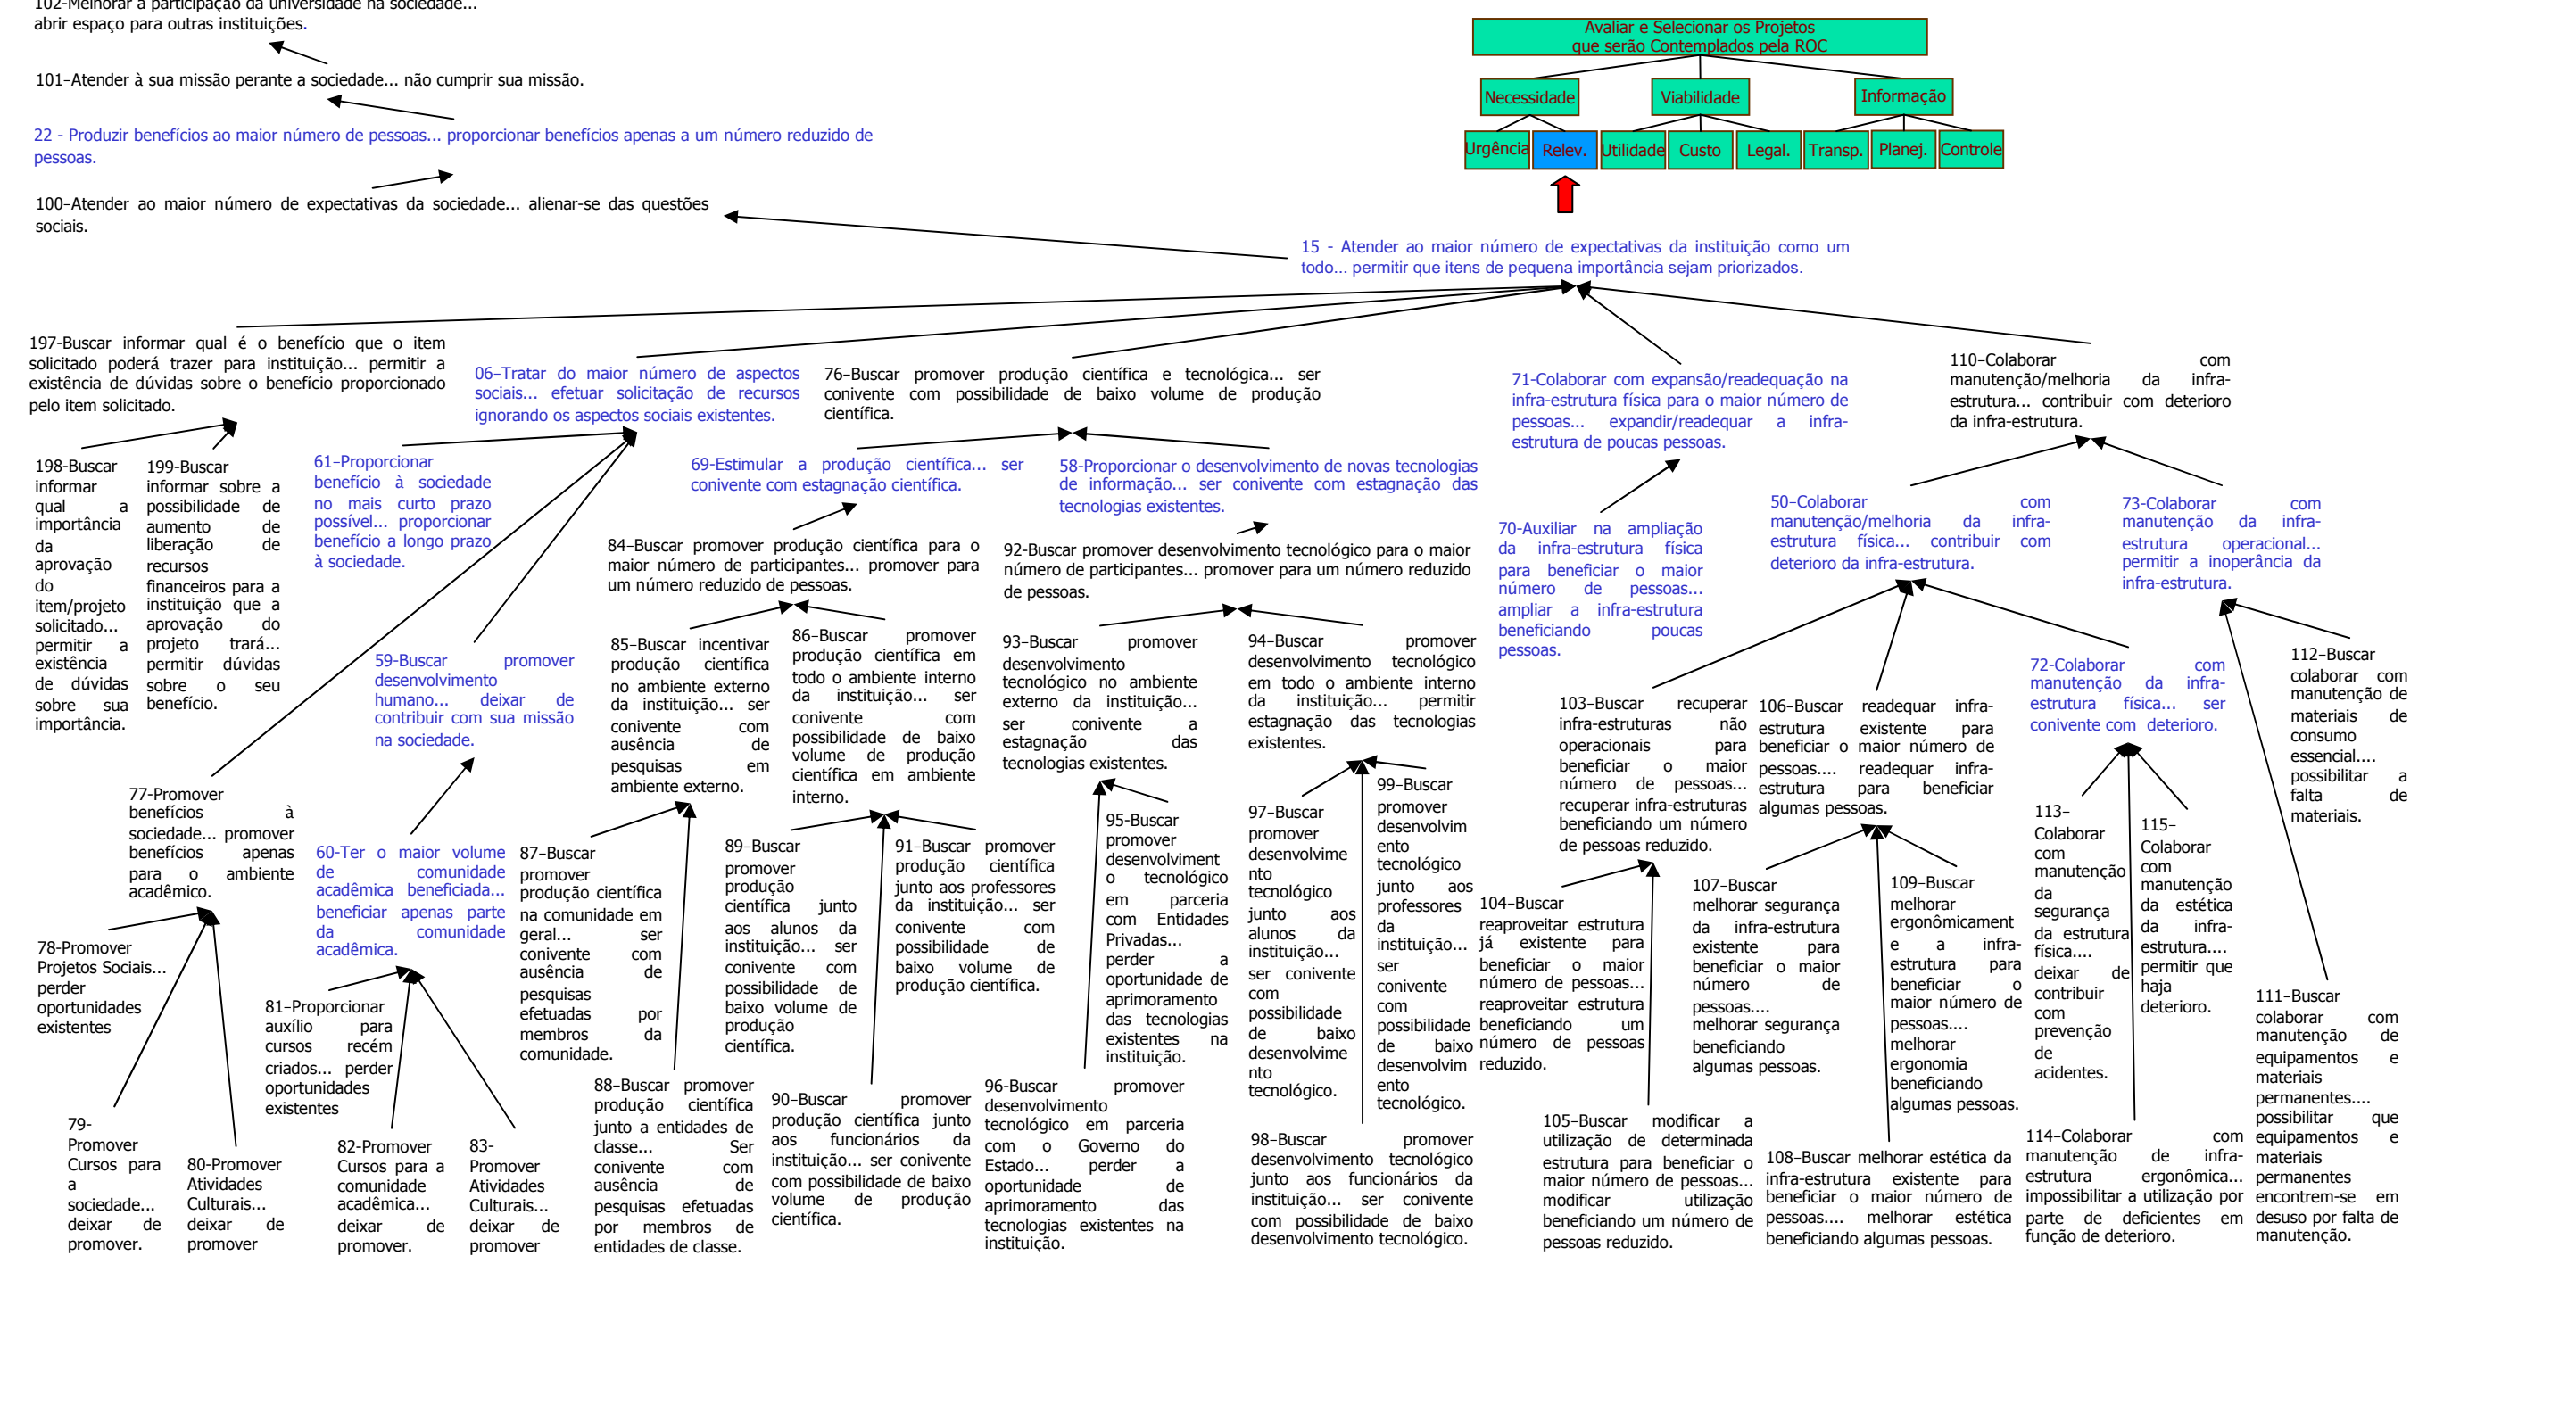 102-Melhorar a participação da universidade na sociedade...
abrir espaço para outras instituições.
101-Atender à sua missão perante a sociedade... não cumprir sua missão.
22 - Produzir benefícios ao maior número de pessoas... proporcionar benefícios apenas a um número reduzido de
pessoas.
100-Atender ao maior número de expectativas da sociedade... alienar-se das questões
sociais.
Avaliar e Selecionar os Projetos
que serão Contemplados pela ROC
Necessidade
Viabilidade
Informação
Urgência
Relev.
Utilidade
Custo
Legal.
Transp.
Planej.
Controle
15 - Atender ao maior número de expectativas da instituição como um
todo... permitir que itens de pequena importância sejam priorizados.
197-Buscar informar qual é o benefício que o item
solicitado poderá trazer para instituição... permitir a
existência de dúvidas sobre o benefício proporcionado
pelo item solicitado.
06-Tratar do maior número de aspectos
sociais... efetuar solicitação de recursos
ignorando os aspectos sociais existentes.
76-Buscar promover produção científica e tecnológica... ser
conivente com possibilidade de baixo volume de produção
científica.
71-Colaborar com expansão/readequação na
infra-estrutura física para o maior número de
pessoas... expandir/readequar a infra-
estrutura de poucas pessoas.
110-Colaborar com
manutenção/melhoria da infra-
estrutura... contribuir com deterioro
da infra-estrutura.
198-Buscar
informar
qual a
importância
da
aprovação
do
item/projeto
solicitado...
permitir a
existência
de dúvidas
sobre sua
importância.
199-Buscar
informar sobre a
possibilidade de
aumento de
liberação de
recursos
financeiros para a
instituição que a
aprovação do
projeto trará...
permitir dúvidas
sobre o seu
benefício.
61-Proporcionar
benefício à sociedade
no mais curto prazo
possível... proporcionar
benefício a longo prazo
à sociedade.
69-Estimular a produção científica... ser
conivente com estagnação científica.
58-Proporcionar o desenvolvimento de novas tecnologias
de informação... ser conivente com estagnação das
tecnologias existentes.
70-Auxiliar na ampliação
da infra-estrutura física
para beneficiar o maior
número de pessoas...
ampliar a infra-estrutura
beneficiando poucas
pessoas.
50-Colaborar com
manutenção/melhoria da infra-
estrutura física... contribuir com
deterioro da infra-estrutura.
73-Colaborar com
manutenção da infra-
estrutura operacional...
permitir a inoperância da
infra-estrutura.
84-Buscar promover produção científica para o
maior número de participantes... promover para
um número reduzido de pessoas.
92-Buscar promover desenvolvimento tecnológico para o maior
número de participantes... promover para um número reduzido
de pessoas.
59-Buscar promover
desenvolvimento
humano... deixar de
contribuir com sua missão
na sociedade.
85-Buscar incentivar
produção científica
no ambiente externo
da instituição... ser
conivente com
ausência de
pesquisas em
ambiente externo.
86-Buscar promover
produção científica em
todo o ambiente interno
da instituição... ser
conivente com
possibilidade de baixo
volume de produção
científica em ambiente
interno.
93-Buscar promover
desenvolvimento
tecnológico no ambiente
externo da instituição...
ser conivente a
estagnação das
tecnologias existentes.
94-Buscar promover
desenvolvimento tecnológico
em todo o ambiente interno
da instituição... permitir
estagnação das tecnologias
existentes.
103-Buscar recuperar
infra-estruturas não
operacionais para
beneficiar o maior
número de pessoas...
recuperar infra-estruturas
beneficiando um número
de pessoas reduzido.
106-Buscar readequar infra-
estrutura existente para
beneficiar o maior número de
pessoas.... readequar infra-
estrutura para beneficiar
algumas pessoas.
72-Colaborar com
manutenção da infra-
estrutura física... ser
conivente com deterioro.
112-Buscar
colaborar com
manutenção de
materiais de
consumo
essencial....
possibilitar a
falta de
materiais.
77-Promover
benefícios à
sociedade... promover
benefícios apenas
para o ambiente
acadêmico.
60-Ter o maior volume
de comunidade
acadêmica beneficiada...
beneficiar apenas parte
da comunidade
acadêmica.
87-Buscar
promover
produção científica
na comunidade em
geral... ser
conivente com
ausência de
pesquisas
efetuadas por
membros da
comunidade.
89-Buscar
promover
produção
científica junto
aos alunos da
instituição... ser
conivente com
possibilidade de
baixo volume de
produção
científica.
91-Buscar promover
produção científica
junto aos professores
da instituição... ser
conivente com
possibilidade de
baixo volume de
produção científica.
95-Buscar
promover
desenvolviment
o tecnológico
em parceria
com Entidades
Privadas...
perder a
oportunidade de
aprimoramento
das tecnologias
existentes na
instituição.
97-Buscar
promover
desenvolvime
nto
tecnológico
junto aos
alunos da
instituição...
ser conivente
com
possibilidade
de baixo
desenvolvime
nto
tecnológico.
99-Buscar
promover
desenvolvim
ento
tecnológico
junto aos
professores
da
instituição...
ser
conivente
com
possibilidade
de baixo
desenvolvim
ento
tecnológico.
104-Buscar
reaproveitar estrutura
já existente para
beneficiar o maior
número de pessoas...
reaproveitar estrutura
beneficiando um
número de pessoas
reduzido.
107-Buscar
melhorar segurança
da infra-estrutura
existente para
beneficiar o maior
número de
pessoas....
melhorar segurança
beneficiando
algumas pessoas.
109-Buscar
melhorar
ergonômicament
e a infra-
estrutura para
beneficiar o
maior número de
pessoas....
melhorar
ergonomia
beneficiando
algumas pessoas.
113-
Colaborar
com
manutenção
da
segurança
da estrutura
física....
deixar de
contribuir
com
prevenção
de
acidentes.
115-
Colaborar
com
manutenção
da estética
da infra-
estrutura....
permitir que
haja
deterioro.
78-Promover
Projetos Sociais...
perder
oportunidades
existentes
81-Proporcionar
auxílio para
cursos recém
criados... perder
oportunidades
existentes
111-Buscar
colaborar com
manutenção de
equipamentos e
materiais
permanentes....
possibilitar que
equipamentos e
materiais
permanentes
encontrem-se em
desuso por falta de
manutenção.
79-
Promover
Cursos para
a
sociedade...
deixar de
promover.
80-Promover
Atividades
Culturais...
deixar de
promover
82-Promover
Cursos para a
comunidade
acadêmica...
deixar de
promover.
83-
Promover
Atividades
Culturais...
deixar de
promover
88-Buscar promover
produção científica
junto a entidades de
classe... Ser
conivente com
ausência de
pesquisas efetuadas
por membros de
entidades de classe.
90-Buscar promover
produção científica junto
aos funcionários da
instituição... ser conivente
com possibilidade de baixo
volume de produção
científica.
96-Buscar promover
desenvolvimento
tecnológico em parceria
com o Governo do
Estado... perder a
oportunidade de
aprimoramento das
tecnologias existentes na
instituição.
98-Buscar promover
desenvolvimento tecnológico
junto aos funcionários da
instituição... ser conivente
com possibilidade de baixo
desenvolvimento tecnológico.
105-Buscar modificar a
utilização de determinada
estrutura para beneficiar o
maior número de pessoas...
modificar utilização
beneficiando um número de
pessoas reduzido.
108-Buscar melhorar estética da
infra-estrutura existente para
beneficiar o maior número de
pessoas.... melhorar estética
beneficiando algumas pessoas.
114-Colaborar com
manutenção de infra-
estrutura ergonômica...
impossibilitar a utilização por
parte de deficientes em
função de deterioro.